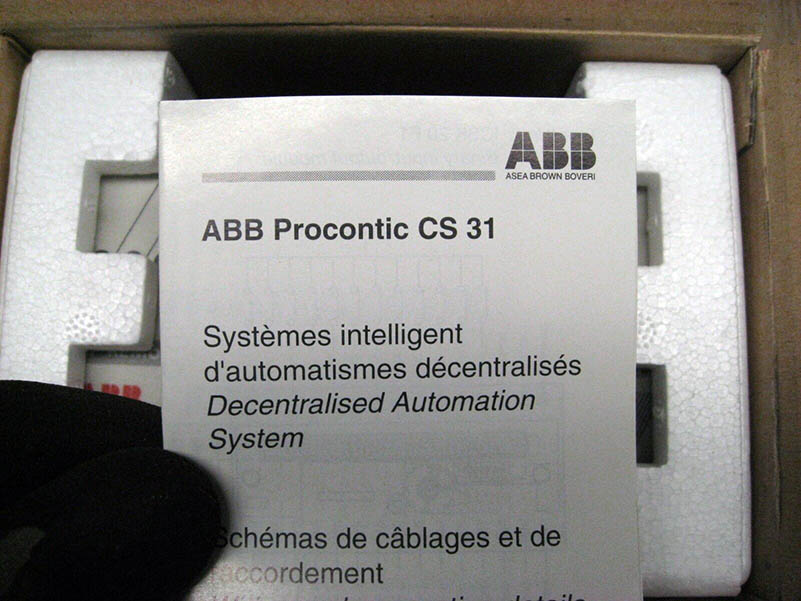 ABB
ASEA BROWN BOVERI
ABB Procontic CS 31
Systèmes intelligent
d'automatismes décentralisés
Decentralised Automation
System
Schémas de câblages et de
raccordement
ABB